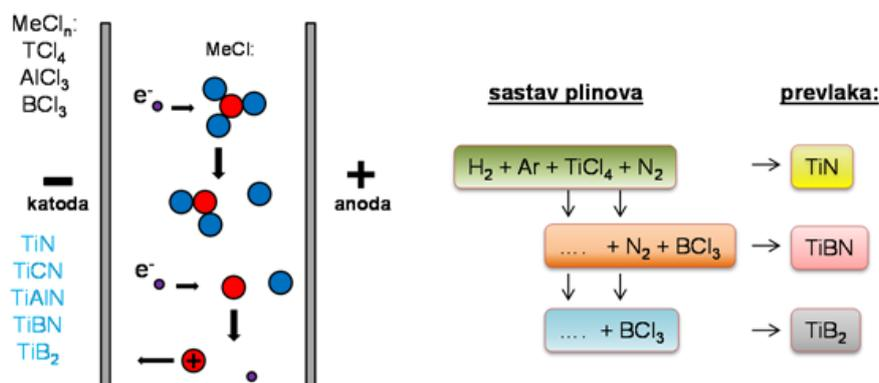 MeClₙ:
TCl₄
AlCl₃
BCl₃
−
katoda
TiN
TiCN
TiAlN
TiBN
TiB₂
MeCl:
e⁻
e⁻
+
+
anoda
sastav plinova
prevlaka:
H₂ + Ar + TiCl₄ + N₂
TiN
.... + N₂ + BCl₃
TiBN
.... + BCl₃
TiB₂